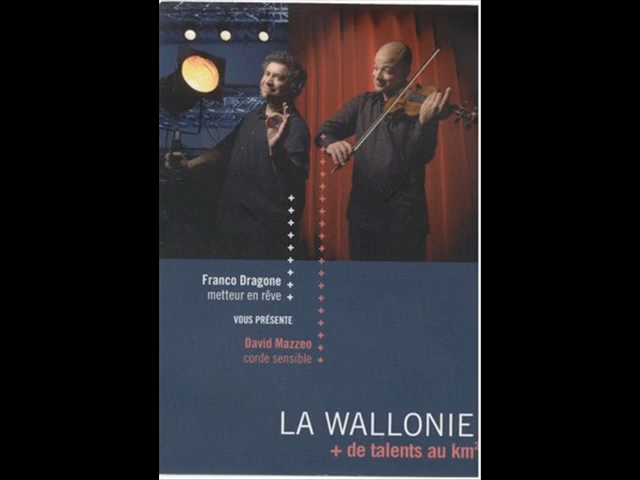 Franco Dragone
metteur en rêve
VOUS PRÉSENTE
David Mazzeo
corde sensible
LA WALLONIE
+ de talents au km²